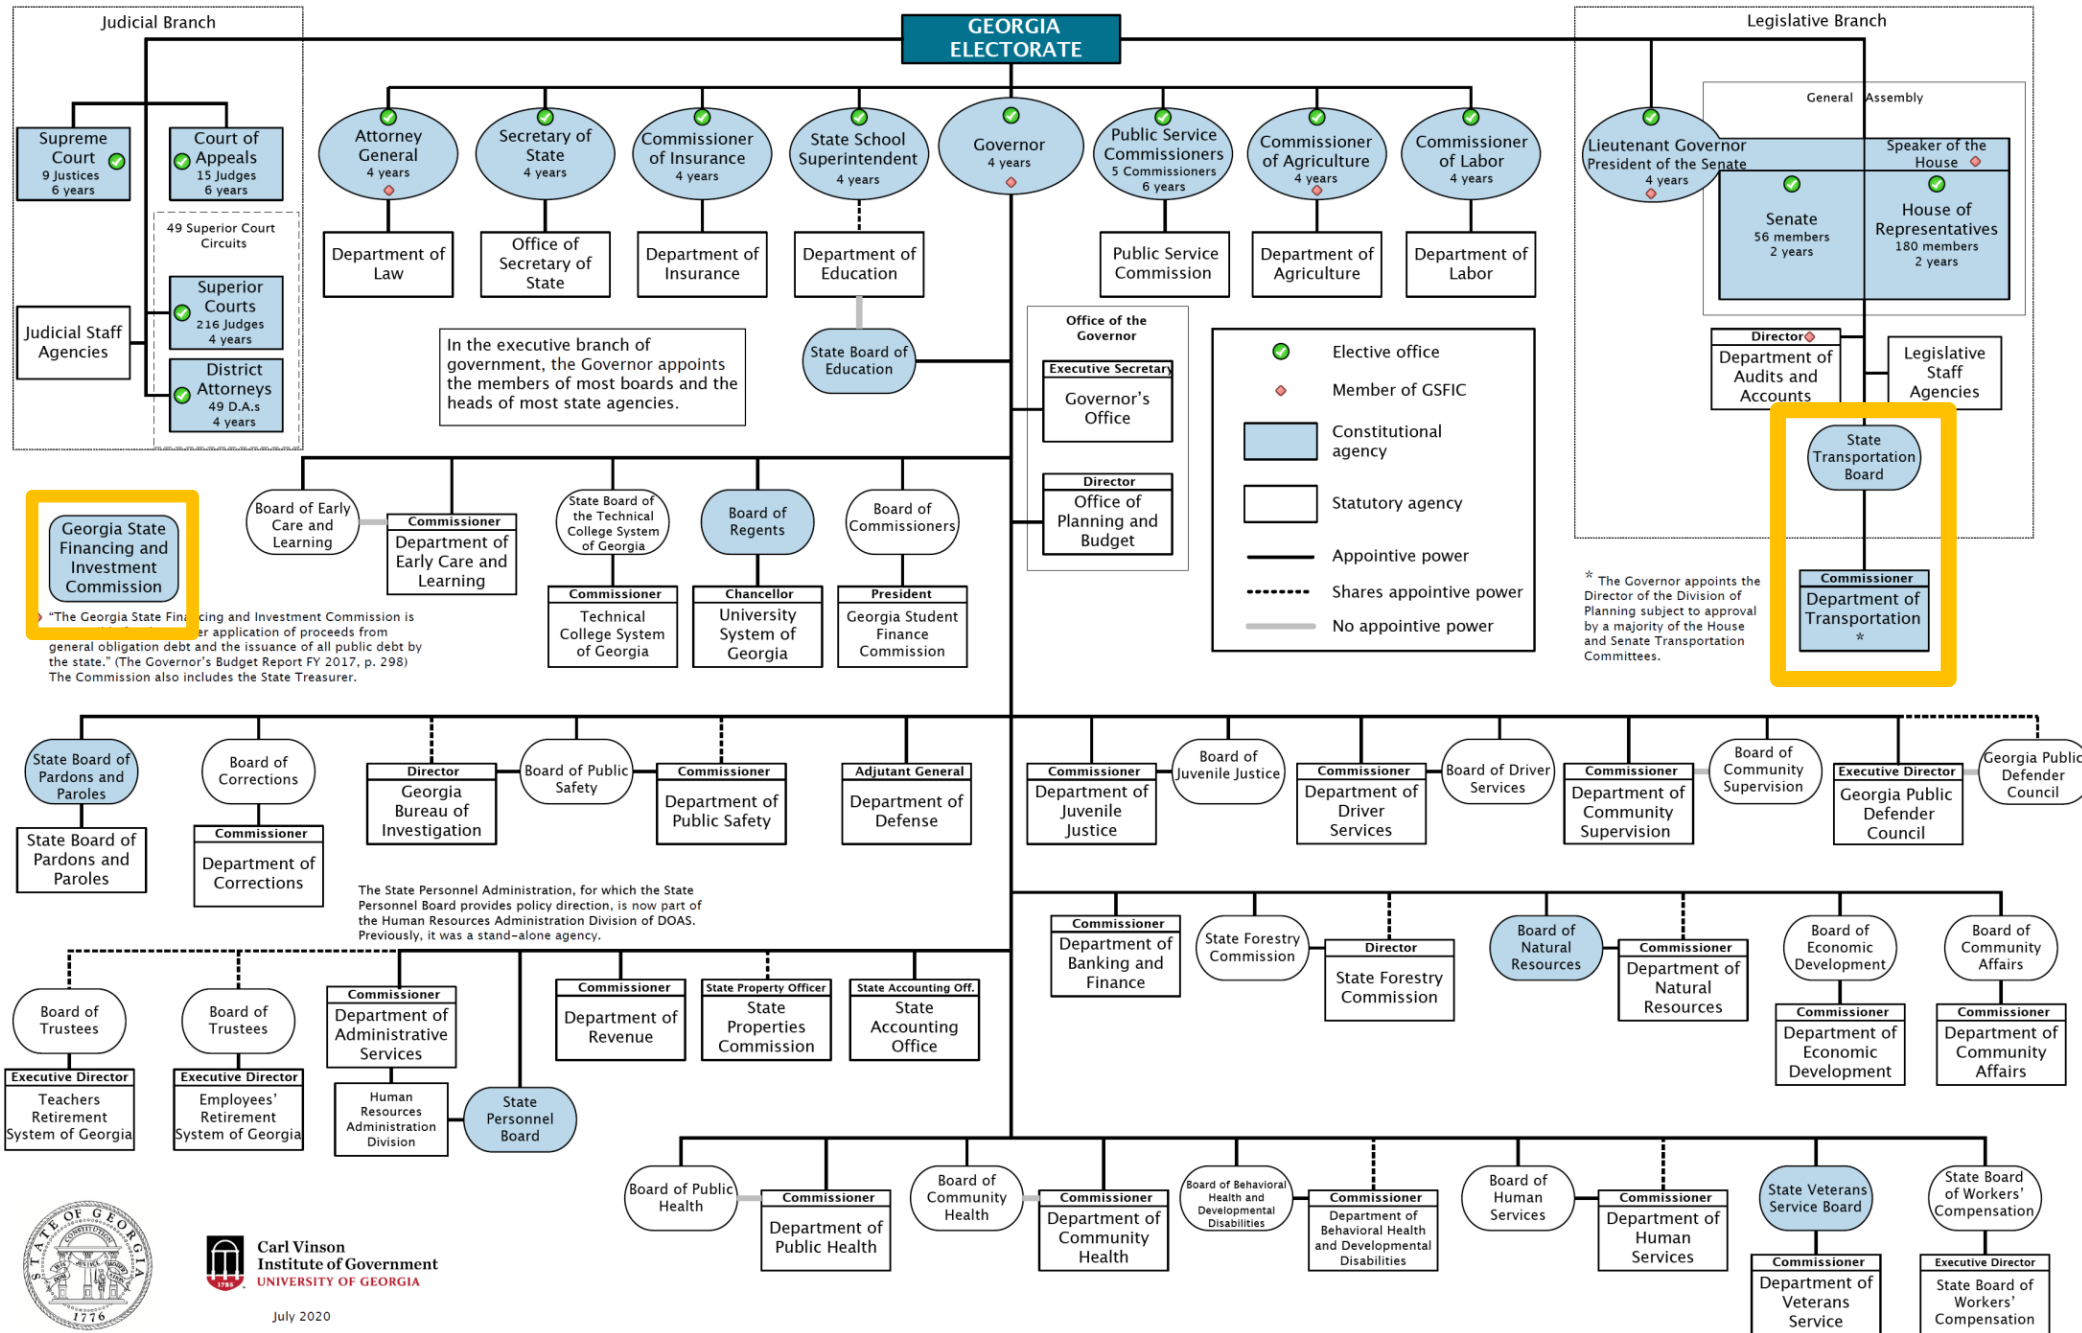 Judicial Branch
GEORGIA
ELECTORATE
Legislative Branch
General Assembly
Supreme
Court
9 Justices
6 years
Court of
Appeals
15 Judges
6 years
49 Superior Court
Circuits
Superior
Courts
216 Judges
4 years
Judicial Staff
Agencies
District
Attorneys
49 D.A.s
4 years
Attorney
General
4 years
Secretary of
State
4 years
Commissioner
of Insurance
4 years
State School
Superintendent
4 years
Governor
4 years
Public Service
Commissioners
5 Commissioners
6 years
Commissioner
of Agriculture
4 years
Commissioner
of Labor
4 years
Lieutenant Governor
President of the Senate
4 years
Speaker of the
House
Senate
56 members
2 years
House of
Representatives
180 members
2 years
Department of
Law
Office of
Secretary of
State
Department of
Insurance
Department of
Education
Public Service
Commission
Department of
Agriculture
Department of
Labor
State Board of
Education
In the executive branch of
government, the Governor appoints
the members of most boards and the
heads of most state agencies.
Office of the
Governor
Executive Secretary
Governor's
Office
Director
Office of
Planning and
Budget
Elective office
Member of GSFIC
Constitutional
agency
Statutory agency
Appointive power
Shares appointive power
No appointive power
Director
Department of
Audits and
Accounts
Legislative
Staff
Agencies
State
Transportation
Board
Commissioner
Department of
Transportation
*
* The Governor appoints the
Director of the Division of
Planning subject to approval
by a majority of the House
and Senate Transportation
Committees.
Georgia State
Financing and
Investment
Commission
"The Georgia State Financing and Investment Commission is
er application of proceeds from
general obligation debt and the issuance of all public debt by
the state." (The Governor's Budget Report FY 2017, p. 298)
The Commission also includes the State Treasurer.
Board of Early
Care and
Learning
Commissioner
Department of
Early Care and
Learning
State Board of
the Technical
College System
of Georgia
Commissioner
Technical
College System
of Georgia
Board of
Regents
Chancellor
University
System of
Georgia
Board of
Commissioners
President
Georgia Student
Finance
Commission
State Board of
Pardons and
Paroles
State Board of
Pardons and
Paroles
Board of
Corrections
Commissioner
Department of
Corrections
Director
Georgia
Bureau of
Investigation
Board of Public
Safety
Commissioner
Department of
Public Safety
Adjutant General
Department of
Defense
Commissioner
Department of
Juvenile
Justice
Board of
Juvenile Justice
Commissioner
Department of
Driver
Services
Board of Driver
Services
Commissioner
Department of
Community
Supervision
Board of
Community
Supervision
Executive Director
Georgia Public
Defender
Council
Georgia Public
Defender
Council
The State Personnel Administration, for which the State
Personnel Board provides policy direction, is now part of
the Human Resources Administration Division of DOAS.
Previously, it was a stand-alone agency.
Board of
Trustees
Executive Director
Teachers
Retirement
System of Georgia
Board of
Trustees
Executive Director
Employees'
Retirement
System of Georgia
Commissioner
Department of
Administrative
Services
Human
Resources
Administration
Division
State
Personnel
Board
Commissioner
Department of
Revenue
State Property Officer
State
Properties
Commission
State Accounting Off.
State
Accounting
Office
Commissioner
Department of
Banking and
Finance
State Forestry
Commission
Director
State Forestry
Commission
Board of
Natural
Resources
Commissioner
Department of
Natural
Resources
Board of
Economic
Development
Commissioner
Department of
Economic
Development
Board of
Community
Affairs
Commissioner
Department of
Community
Affairs
Board of Public
Health
Commissioner
Department of
Public Health
Board of
Community
Health
Commissioner
Department of
Community
Health
Board of Behavioral
Health and
Developmental
Disabilities
Commissioner
Department of
Behavioral Health
and Developmental
Disabilities
Board of
Human
Services
Commissioner
Department of
Human
Services
State Veterans
Service Board
Commissioner
Department of
Veterans
Service
State Board
of Workers'
Compensation
Executive Director
State Board of
Workers'
Compensation
STATE OF GEORGIA
CONSTITUTION
1776
1785
Carl Vinson
Institute of Government
UNIVERSITY OF GEORGIA
July 2020